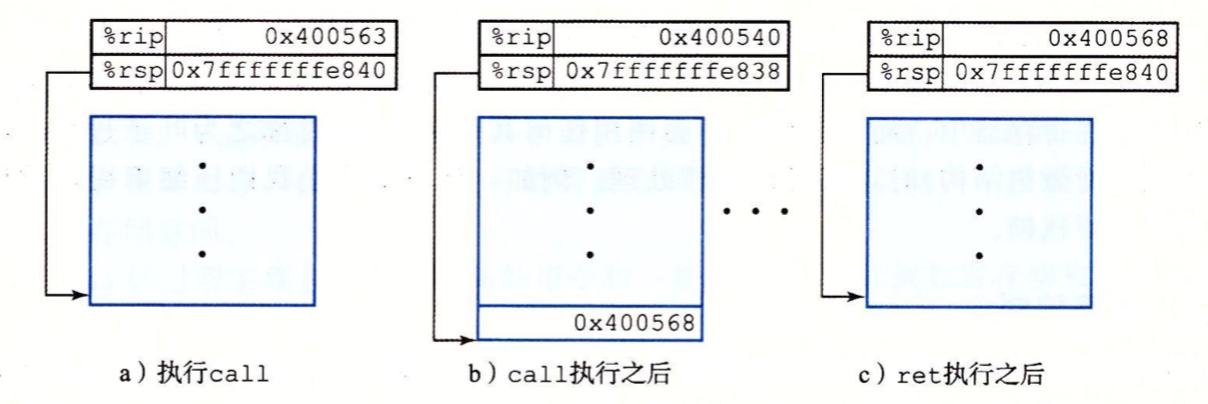 %rip 0x400563
%rsp 0x7fffffffe840
%rip 0x400540
%rsp 0x7fffffffe838
%rip 0x400568
%rsp 0x7fffffffe840
0x400568
a）执行call
b）call执行之后
c）ret执行之后